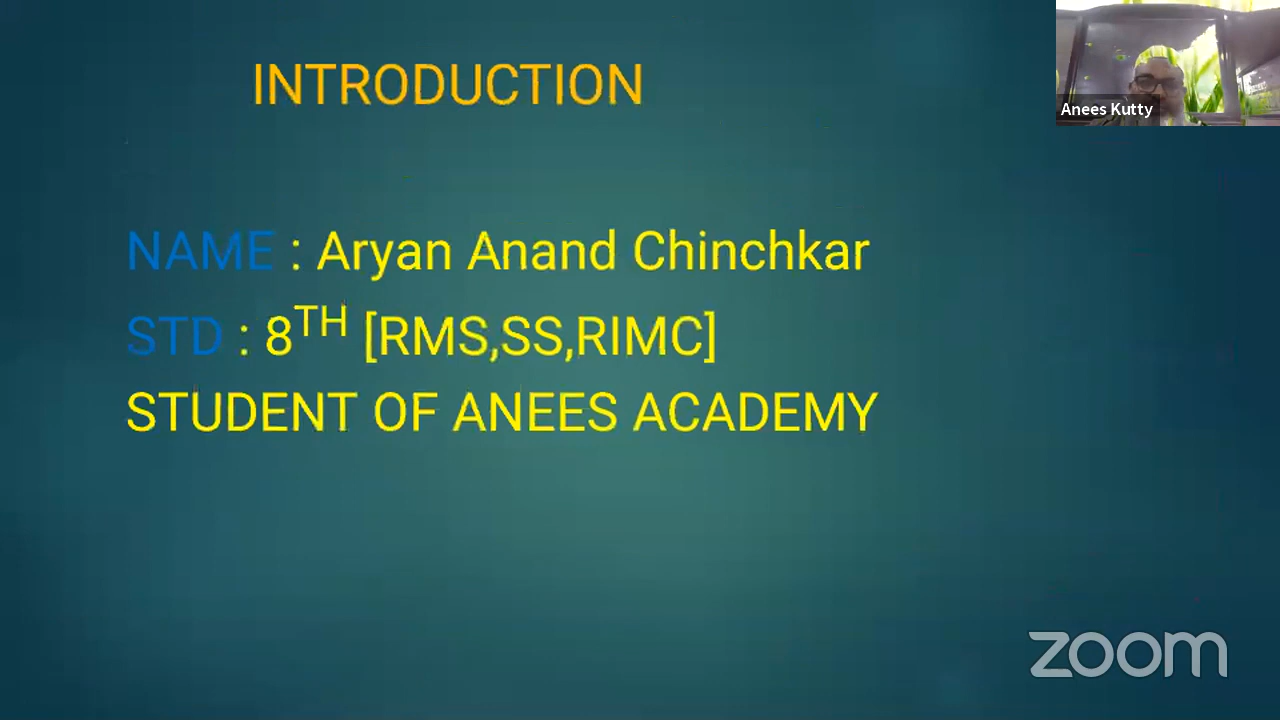 INTRODUCTION
Anees Kutty
NAME : Aryan Anand Chinchkar
STD : 8TH [RMS,SS,RIMC]
STUDENT OF ANEES ACADEMY
zoom